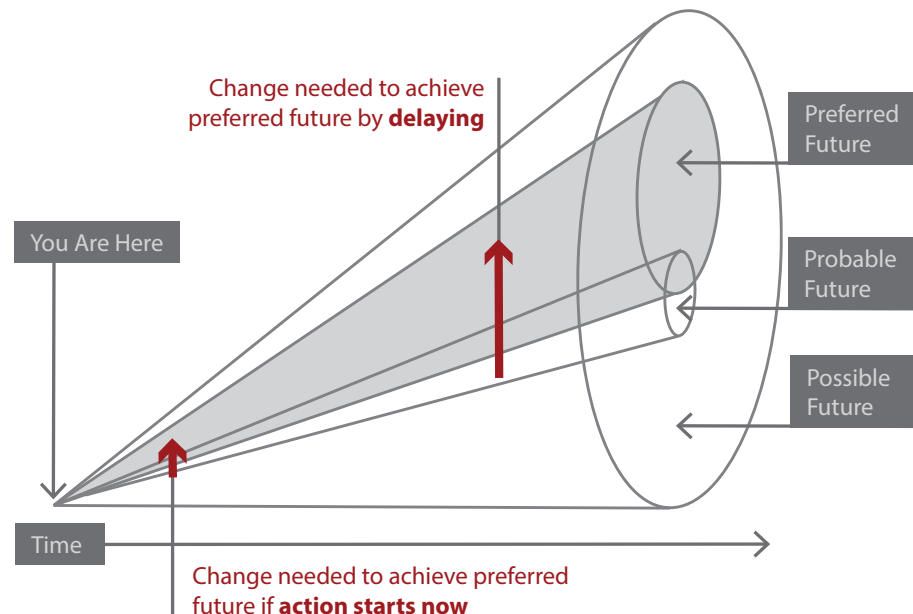 Change needed to achieve
preferred future by delaying
Preferred
Future
You Are Here
Probable
Future
Possible
Future
Time
Change needed to achieve preferred
future if action starts now